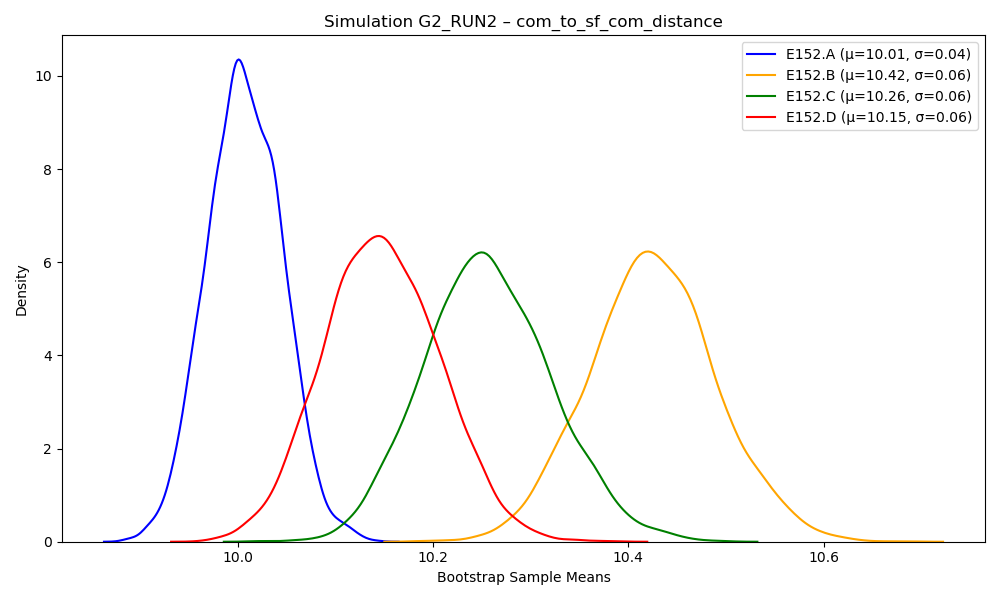 Simulation G2_RUN2 – com_to_sf_com_distance
E152.A (μ=10.01, σ=0.04)
E152.B (μ=10.42, σ=0.06)
E152.C (μ=10.26, σ=0.06)
E152.D (μ=10.15, σ=0.06)
Density
10
8
6
4
2
0
10.0 10.2 10.4 10.6
Bootstrap Sample Means